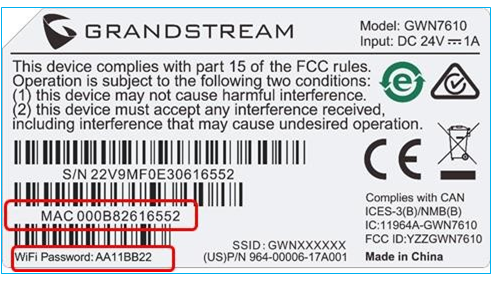 GRANDSTREAM
Model: GWN7610
Input: DC 24V⎓1A
This device complies with part 15 of the FCC rules.
Operation is subject to the following two conditions:
(1) this device may not cause harmful interference.
(2) this device must accept any interference received,
including interference that may cause undesired operation.
e
CE
S/N 22V9MF0E30616552
MAC 000B82616552
WiFi Password: AA11BB22
SSID: GWNXXXXXX
(US)P/N 964-00006-17A001
Complies with CAN
ICES-3(B)/NMB(B)
IC:11964A-GWN7610
FCC ID:YZZGWN7610
Made in China